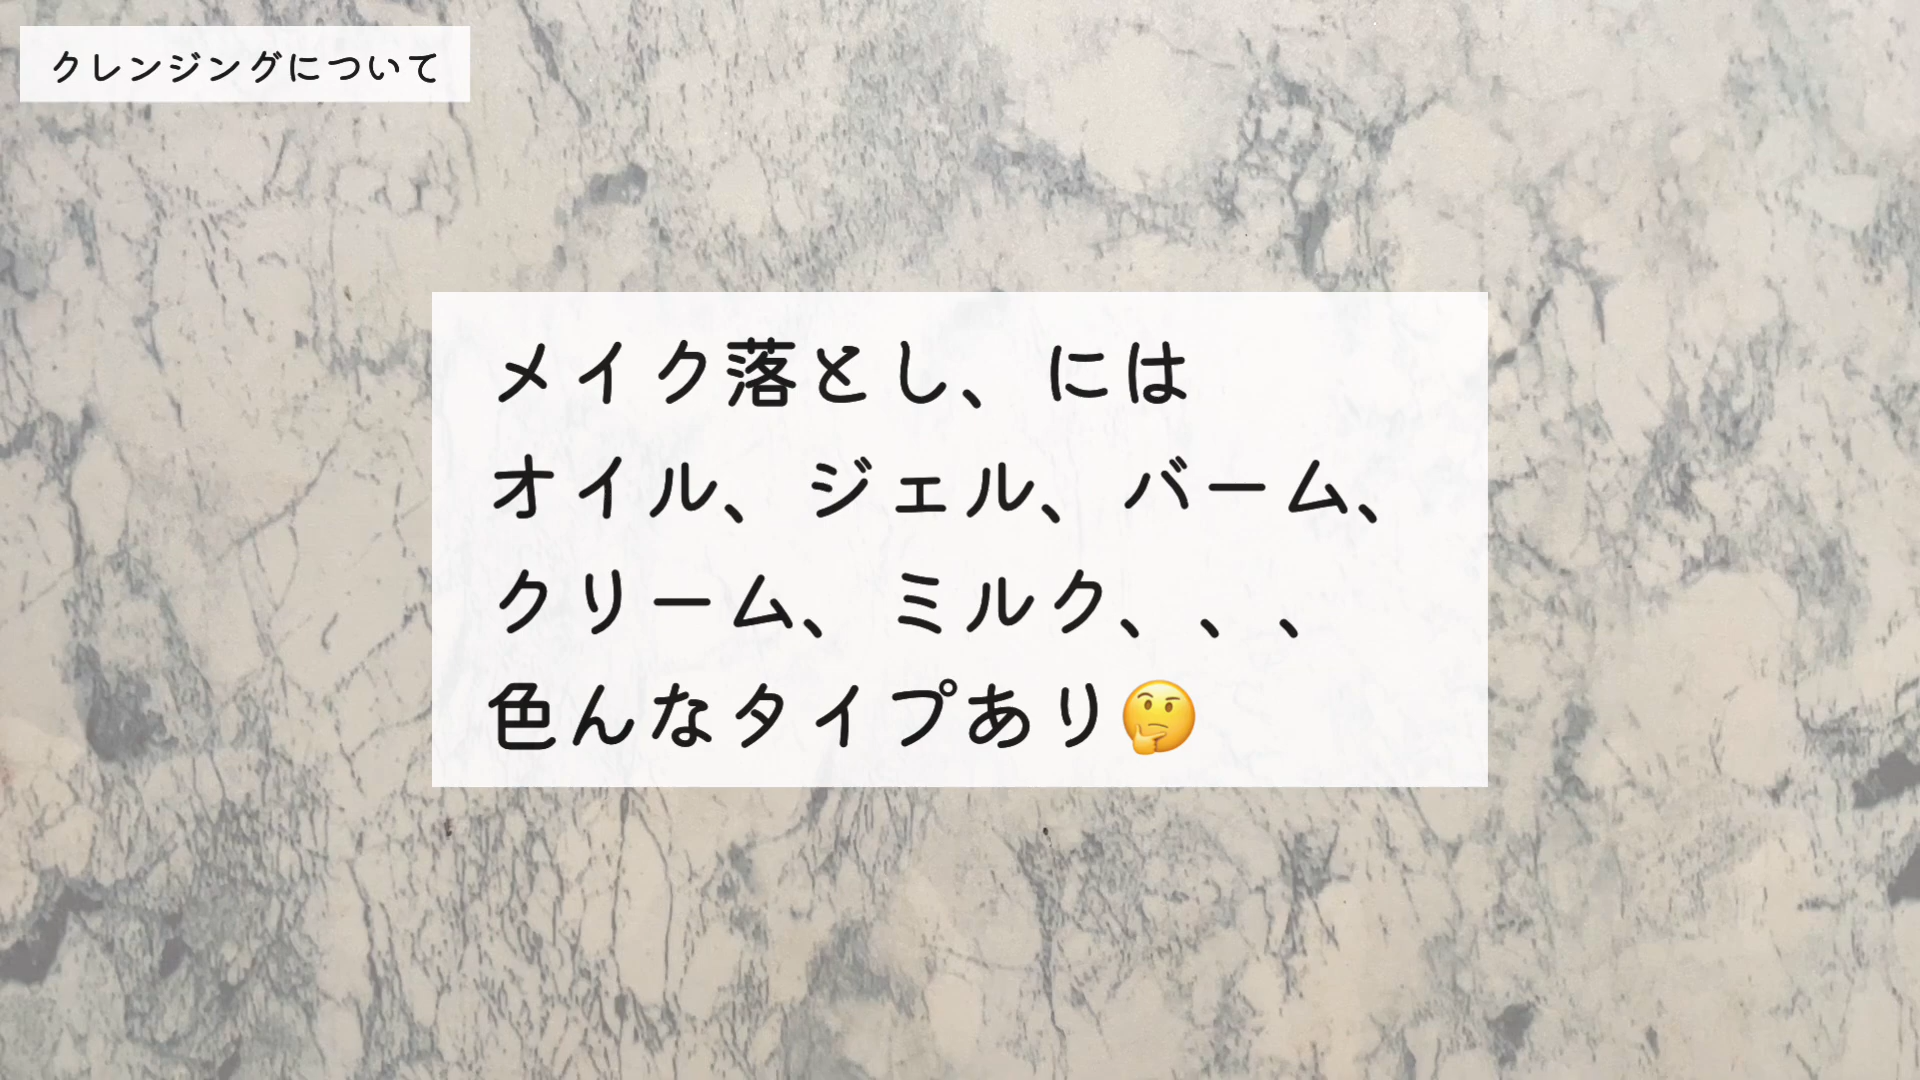 クレンジングについて
メイク落とし、には
オイル、ジェル、バーム、
クリーム、ミルク、、、
色んなタイプあり🤔